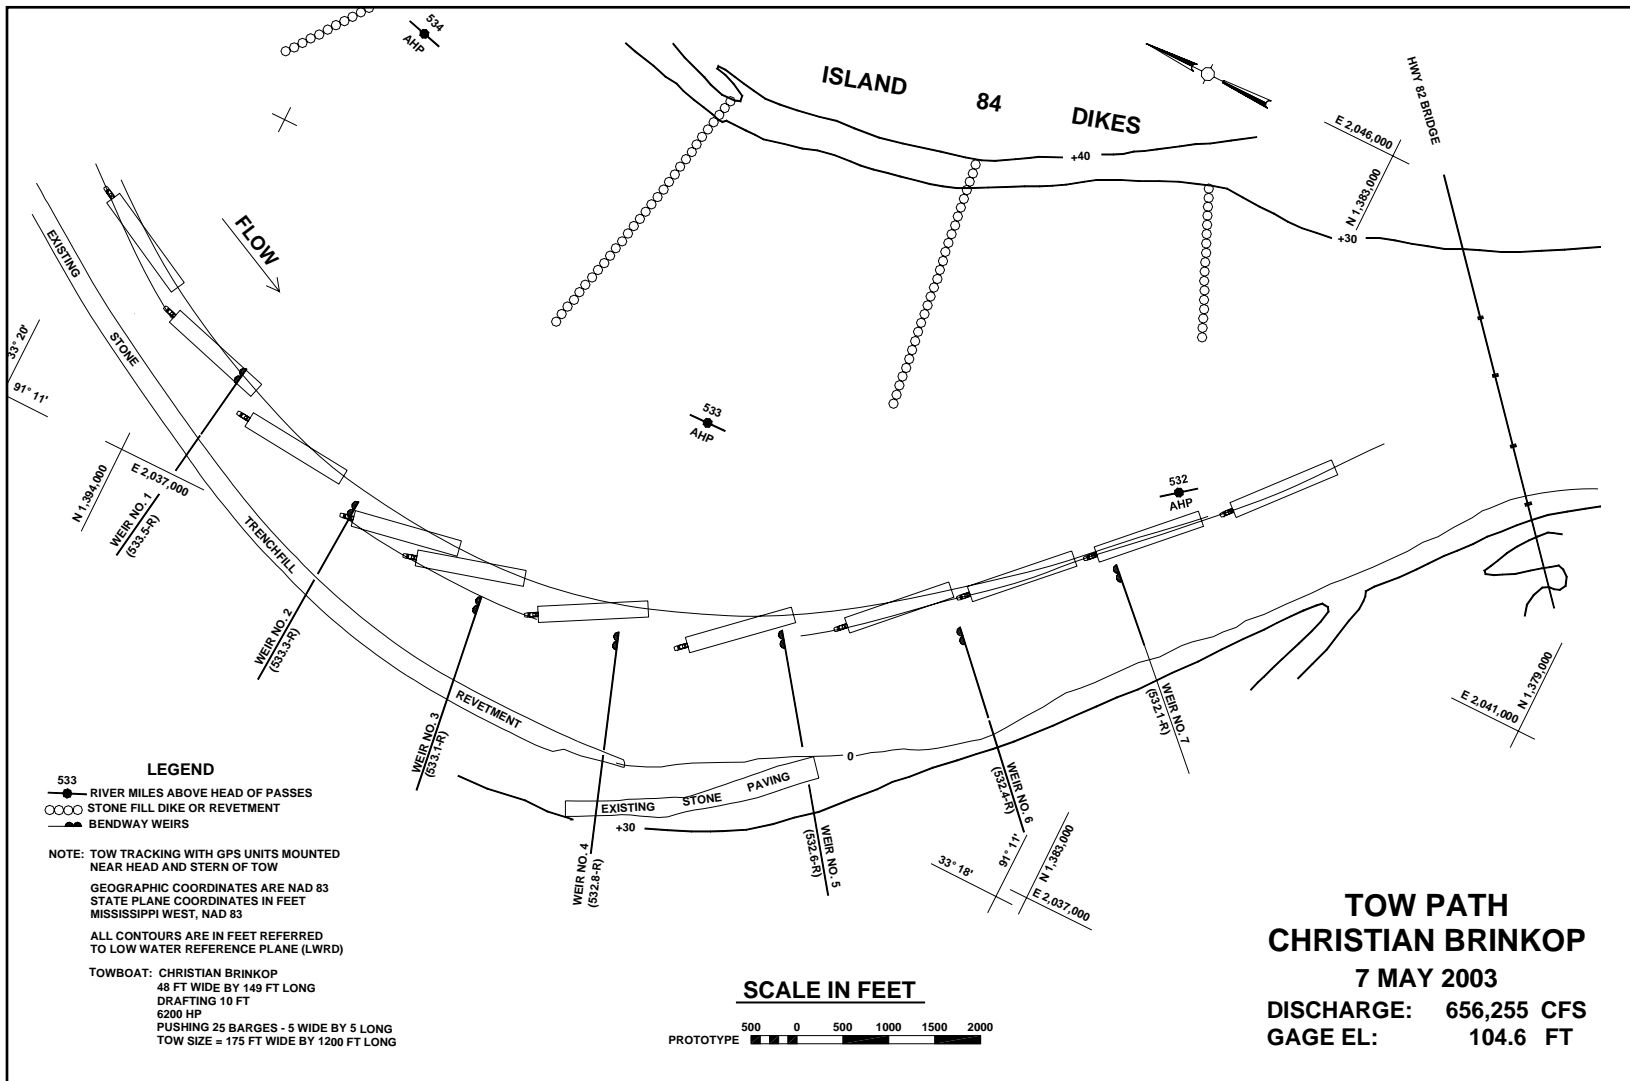 534
AHP
ISLAND 84 DIKES
HWY 82 BRIDGE
E 2,046,000
N 1,383,000
+40
+30
FLOW
EXISTING
STONE
TRENCHFILL
REVETMENT
33° 20'
91° 11'
N 1,394,000
E 2,037,000
533
AHP
532
AHP
WEIR NO. 1
(533.5-R)
WEIR NO. 2
(533.3-R)
WEIR NO. 3
(533.1-R)
WEIR NO. 4
(532.8-R)
WEIR NO. 5
(532.6-R)
WEIR NO. 6
(532.4-R)
WEIR NO. 7
(532.1-R)
0
EXISTING STONE PAVING
+30
E 2,041,000
N 1,379,000
33° 18'
91° 11'
N 1,383,000
E 2,037,000
LEGEND
533
RIVER MILES ABOVE HEAD OF PASSES
STONE FILL DIKE OR REVETMENT
BENDWAY WEIRS
NOTE: TOW TRACKING WITH GPS UNITS MOUNTED
NEAR HEAD AND STERN OF TOW
GEOGRAPHIC COORDINATES ARE NAD 83
STATE PLANE COORDINATES IN FEET
MISSISSIPPI WEST, NAD 83
ALL CONTOURS ARE IN FEET REFERRED
TO LOW WATER REFERENCE PLANE (LWRD)
TOWBOAT: CHRISTIAN BRINKOP
48 FT WIDE BY 149 FT LONG
DRAFTING 10 FT
6200 HP
PUSHING 25 BARGES - 5 WIDE BY 5 LONG
TOW SIZE = 175 FT WIDE BY 1200 FT LONG
SCALE IN FEET
500 0 500 1000 1500 2000
PROTOTYPE
TOW PATH
CHRISTIAN BRINKOP
7 MAY 2003
DISCHARGE: 656,255 CFS
GAGE EL: 104.6 FT